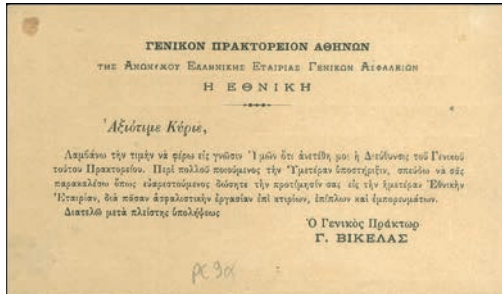 ΓΕΝΙΚΟΝ ΠΡΑΚΤΟΡΕΙΟΝ ΑΘΗΝΩΝ
ΤΗΣ ΑΝΩΝΥΜΟΥ ΕΛΛΗΝΙΚΗΣ ΕΤΑΙΡΙΑΣ ΓΕΝΙΚΩΝ ΑΣΦΑΛΕΙΩΝ
Η ΕΘΝΙΚΗ
Ἀξιότιμε Κύριε,
Λαμβάνω τὴν τιμὴν νὰ φέρω εἰς γνῶσιν Ὑμῶν ὅτι ἀνετέθη μοι ἡ Διεύθυνσις τοῦ Γενικοῦ
τούτου Πρακτορείου. Περὶ πολλοῦ ποιούμενος τὴν Ὑμετέραν ὑποστήριξιν, σπεύδω νὰ σᾶς
παρακαλέσω ὅπως εὐαρεστούμενος δώσητε τὴν προτίμησίν σας εἰς τὴν ἡμετέραν Ἐθνικὴν
Ἑταιρίαν, διὰ πᾶσαν ἀσφαλιστικὴν ἐργασίαν ἐπὶ κτιρίων, ἐπίπλων καὶ ἐμπορευμάτων.
Διατελῶ μετὰ πλείστης ὑπολήψεως
Ὁ Γενικὸς Πράκτωρ
Γ. ΒΙΚΕΛΑΣ